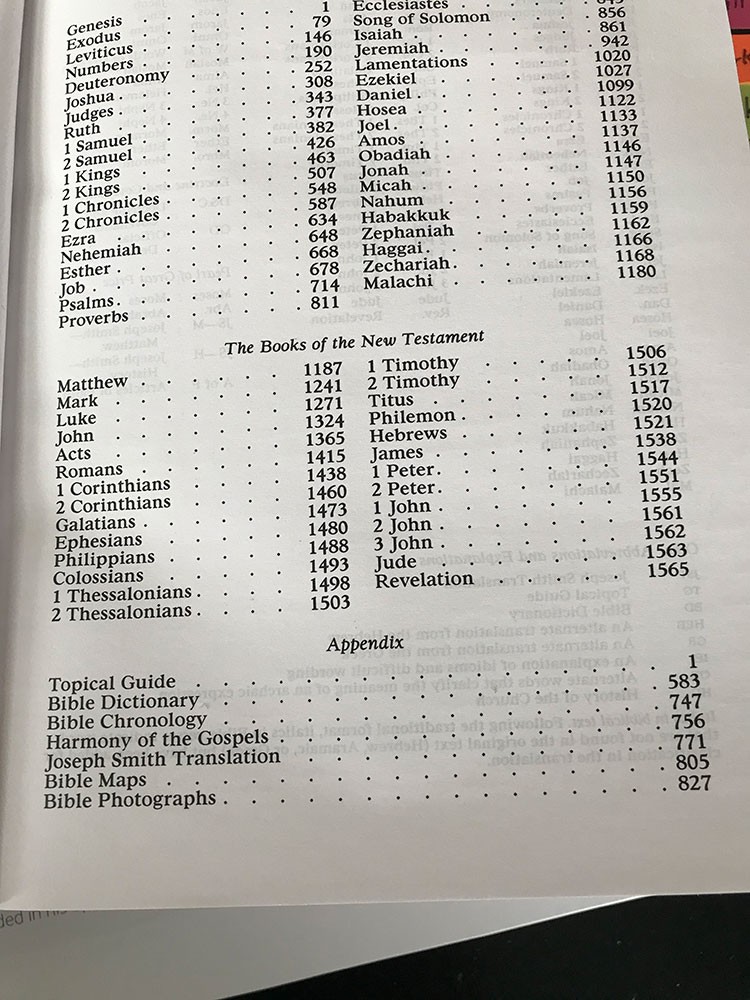 Genesis 1
Exodus 79
Leviticus 146
Numbers 190
Deuteronomy 252
Joshua 308
Judges 343
Ruth 377
1 Samuel 382
2 Samuel 426
1 Kings 463
2 Kings 507
1 Chronicles 548
2 Chronicles 587
Ezra 634
Nehemiah 648
Esther 668
Job 678
Psalms 714
Proverbs 811
Ecclesiastes
Song of Solomon 856
Isaiah 861
Jeremiah 942
Lamentations 1020
Ezekiel 1027
Daniel 1099
Hosea 1122
Joel 1133
Amos 1137
Obadiah 1146
Jonah 1147
Micah 1150
Nahum 1156
Habakkuk 1159
Zephaniah 1162
Haggai 1166
Zechariah 1168
Malachi 1180
The Books of the New Testament
Matthew 1187
Mark 1241
Luke 1271
John 1324
Acts 1365
Romans 1415
1 Corinthians 1438
2 Corinthians 1460
Galatians 1473
Ephesians 1480
Philippians 1488
Colossians 1493
1 Thessalonians 1498
2 Thessalonians 1503
1 Timothy 1506
2 Timothy 1512
Titus 1517
Philemon 1520
Hebrews 1521
James 1538
1 Peter 1544
2 Peter 1551
1 John 1555
2 John 1561
3 John 1562
Jude 1563
Revelation 1565
Appendix
Topical Guide 1
Bible Dictionary 583
Bible Chronology 747
Harmony of the Gospels 756
Joseph Smith Translation 771
Bible Maps 805
Bible Photographs 827